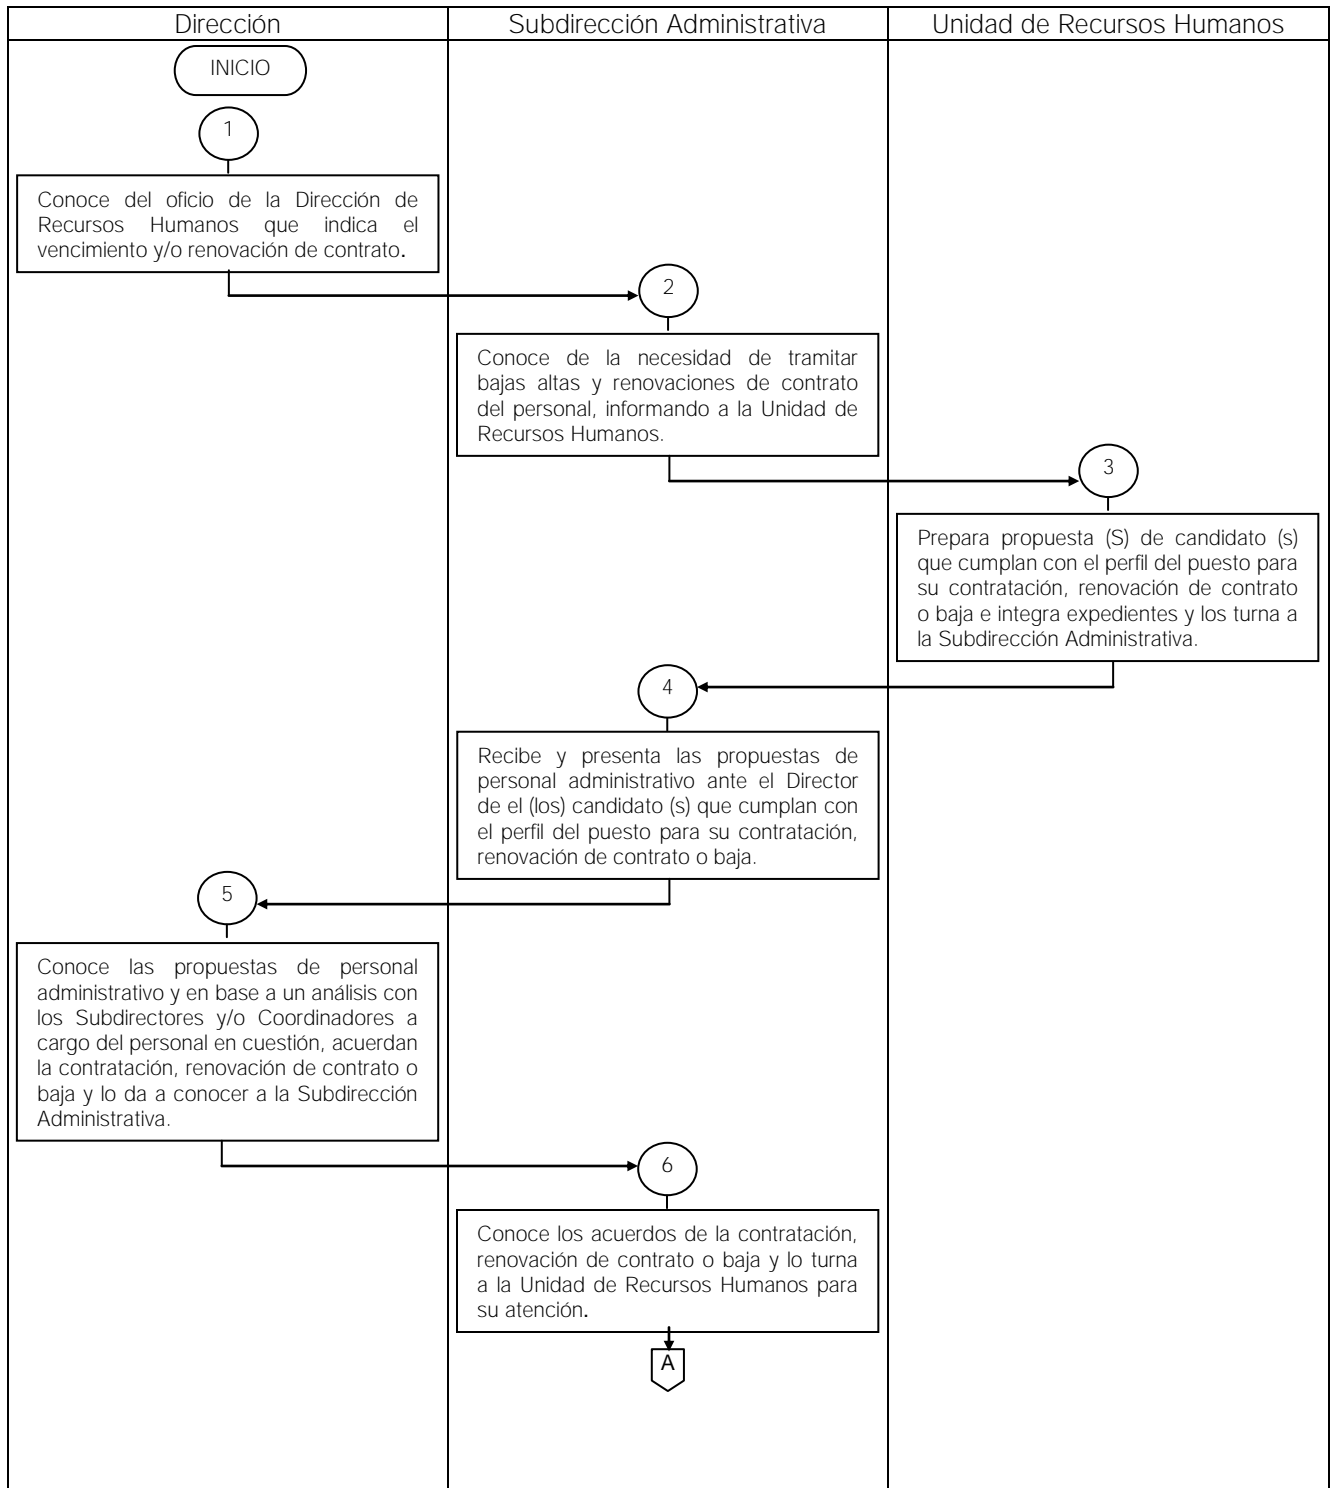 Dirección
Subdirección Administrativa
Unidad de Recursos Humanos
INICIO
1
Conoce del oficio de la Dirección de
Recursos Humanos que indica el
vencimiento y/o renovación de contrato.
2
Conoce de la necesidad de tramitar
bajas altas y renovaciones de contrato
del personal, informando a la Unidad de
Recursos Humanos.
3
Prepara propuesta (S) de candidato (s)
que cumplan con el perfil del puesto para
su contratación, renovación de contrato
o baja e integra expedientes y los turna a
la Subdirección Administrativa.
4
Recibe y presenta las propuestas de
personal administrativo ante el Director
de el (los) candidato (s) que cumplan con
el perfil del puesto para su contratación,
renovación de contrato o baja.
5
Conoce las propuestas de personal
administrativo y en base a un análisis con
los Subdirectores y/o Coordinadores a
cargo del personal en cuestión, acuerdan
la contratación, renovación de contrato o
baja y lo da a conocer a la Subdirección
Administrativa.
6
Conoce los acuerdos de la contratación,
renovación de contrato o baja y lo turna
a la Unidad de Recursos Humanos para
su atención.
A